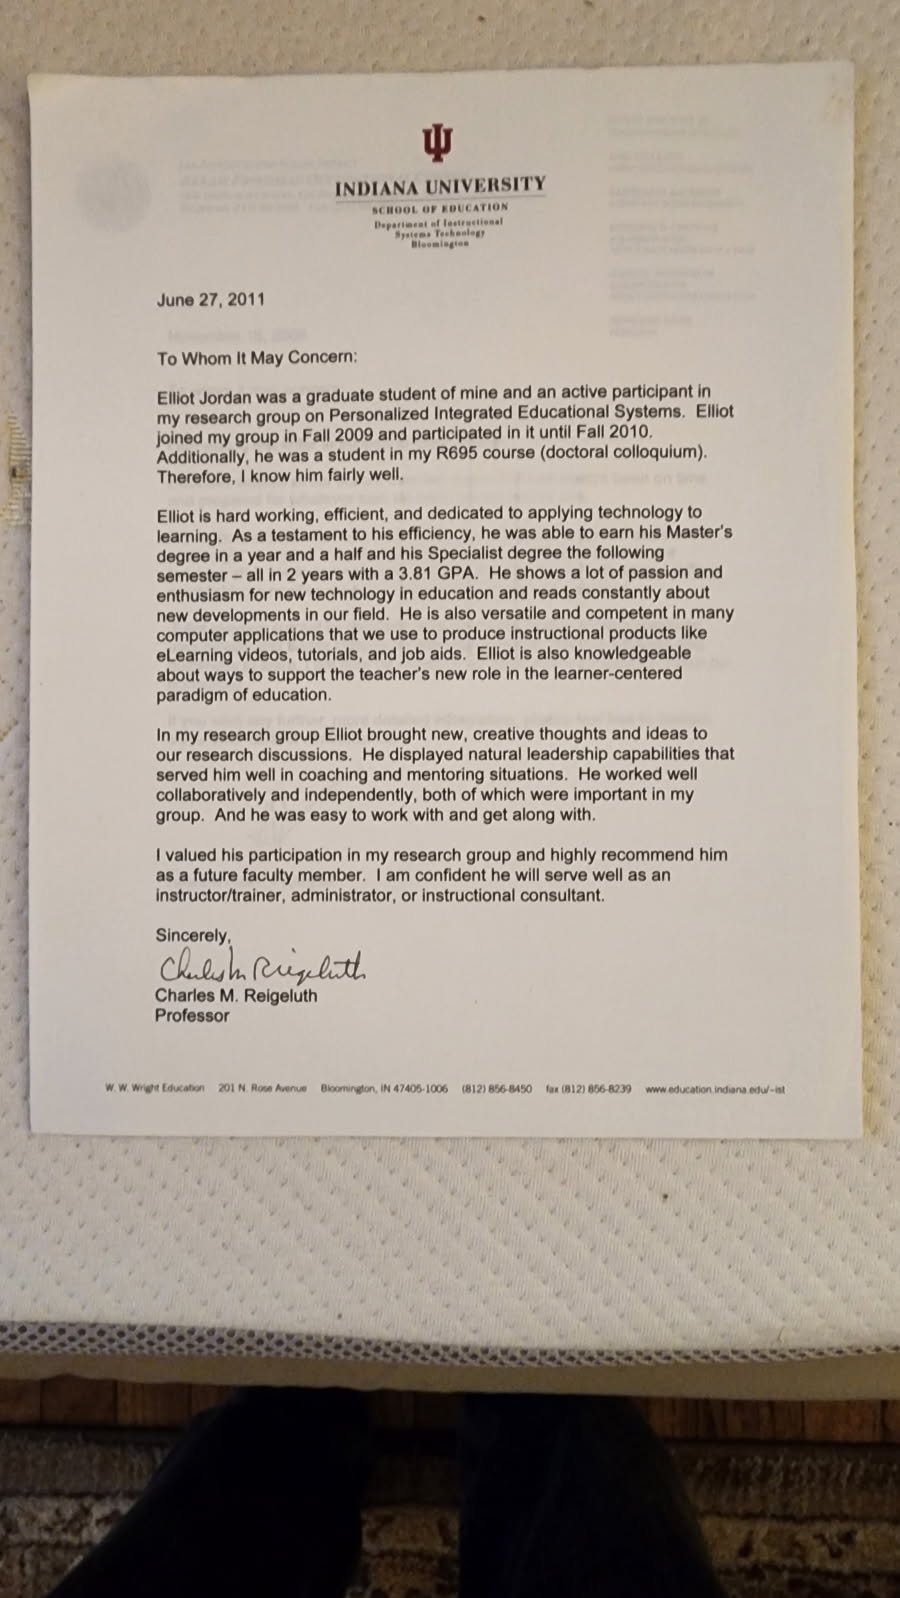 INDIANA UNIVERSITY
SCHOOL OF EDUCATION
Department of Instructional
Systems Technology
Bloomington
June 27, 2011
To Whom It May Concern:
Elliot Jordan was a graduate student of mine and an active participant in
my research group on Personalized Integrated Educational Systems. Elliot
joined my group in Fall 2009 and participated in it until Fall 2010.
Additionally, he was a student in my R695 course (doctoral colloquium).
Therefore, I know him fairly well.
Elliot is hard working, efficient, and dedicated to applying technology to
learning. As a testament to his efficiency, he was able to earn his Master's
degree in a year and a half and his Specialist degree the following
semester – all in 2 years with a 3.81 GPA. He shows a lot of passion and
enthusiasm for new technology in education and reads constantly about
new developments in our field. He is also versatile and competent in many
computer applications that we use to produce instructional products like
eLearning videos, tutorials, and job aids. Elliot is also knowledgeable
about ways to support the teacher's new role in the learner-centered
paradigm of education.
In my research group Elliot brought new, creative thoughts and ideas to
our research discussions. He displayed natural leadership capabilities that
served him well in coaching and mentoring situations. He worked well
collaboratively and independently, both of which were important in my
group. And he was easy to work with and get along with.
I valued his participation in my research group and highly recommend him
as a future faculty member. I am confident he will serve well as an
instructor/trainer, administrator, or instructional consultant.
Sincerely,
Charles M Reigeluth
Charles M. Reigeluth
Professor
W. W. Wright Education 201 N. Rose Avenue Bloomington, IN 47405-1006 (812) 856-8450 fax (812) 856-8239 www.education.indiana.edu/~ist